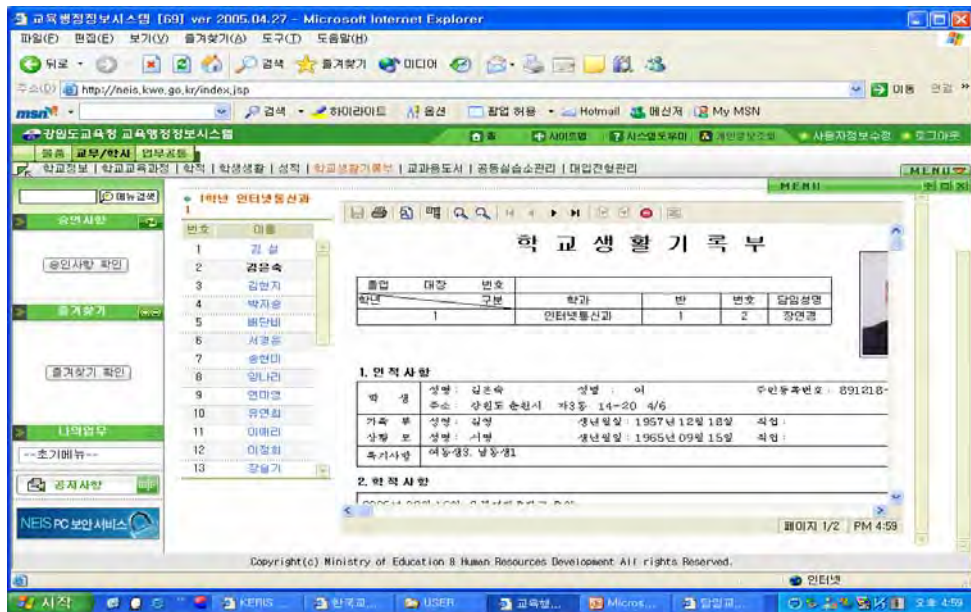 교육행정정보시스템 [69] ver 2005.04.27 - Microsoft Internet Explorer
파일(F) 편집(E) 보기(V) 즐겨찾기(A) 도구(T) 도움말(H)
뒤로 검색 즐겨찾기 미디어
주소(D) http://neis.kwe.go.kr/index.jsp 이동 연결 »
msn 검색 하이라이트 옵션 팝업 허용 Hotmail 메신저 My MSN
강원도교육청 교육행정정보시스템 홈 사이트맵 시스템도우미 사용자정보수정 로그아웃
물품 교무/학사 업무공통
학교정보 | 학교교육과정 | 학적 | 학생생활 | 성적 | 학교생활기록부 | 교과용도서 | 공동실습소관리 | 대입전형관리 MENU
MENU
메뉴검색
승인사항
승인사항 확인
즐겨찾기
즐겨찾기 확인
나의업무
--초기메뉴--
공지사항
NEIS PC 보안서비스
1학년 인터넷통신과
1
번호 이름
1 김설
2 김은숙
3 김현지
4 박지승
5 배단비
6
7 송현미
8 양나리
9 연미영
10 유연희
11 이애리
12 이정희
13 장슬기
학 교 생 활 기 록 부
졸업 대장 번호
학년 구분 학과 반 번호 담임성명
1 인터넷통신과 1 2 장연경
1. 인적사항
학 생 성명 : 김은숙 성별 : 여 주민등록번호 : 891218-
주소 : 강원도 춘천시 14-20 4/6
가족 상황 부 성명 : 김영 생년월일 : 1957년 12월 18일 직업 :
모 성명 : 서명 생년월일 : 1965년 09월 15일 직업 :
특기사항 여동생3, 남동생1
2. 학적사항
페이지 1/2 PM 4:59
Copyright(c) Ministry of Education & Human Resources Development All rights Reserved.
인터넷
시작 KERIS ... 한국교... USER 교육행... Micros... 담임교... 오후 4:59